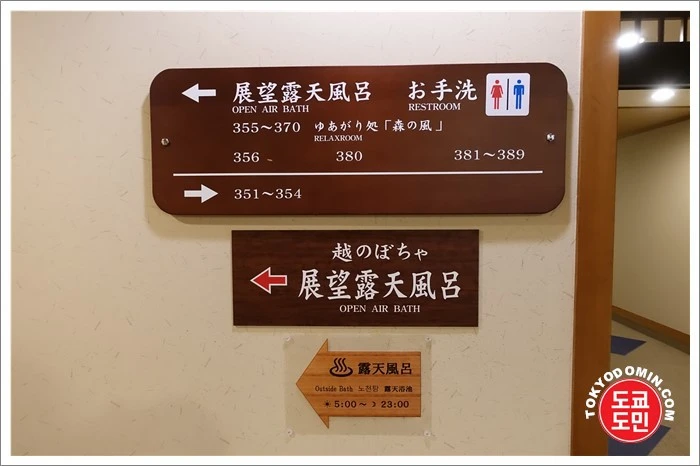 ← 展望露天風呂 お手洗
OPEN AIR BATH RESTROOM
355～370 ゆあがり処「森の風」
RELAXROOM
356 380 381～389
→ 351～354
越のぼちゃ
← 展望露天風呂
OPEN AIR BATH
♨ 露天風呂
Outside Bath 노천탕 露天浴池
☀ 5:00～☽ 23:00
TOKYODOMIN.COM
도쿄
도민